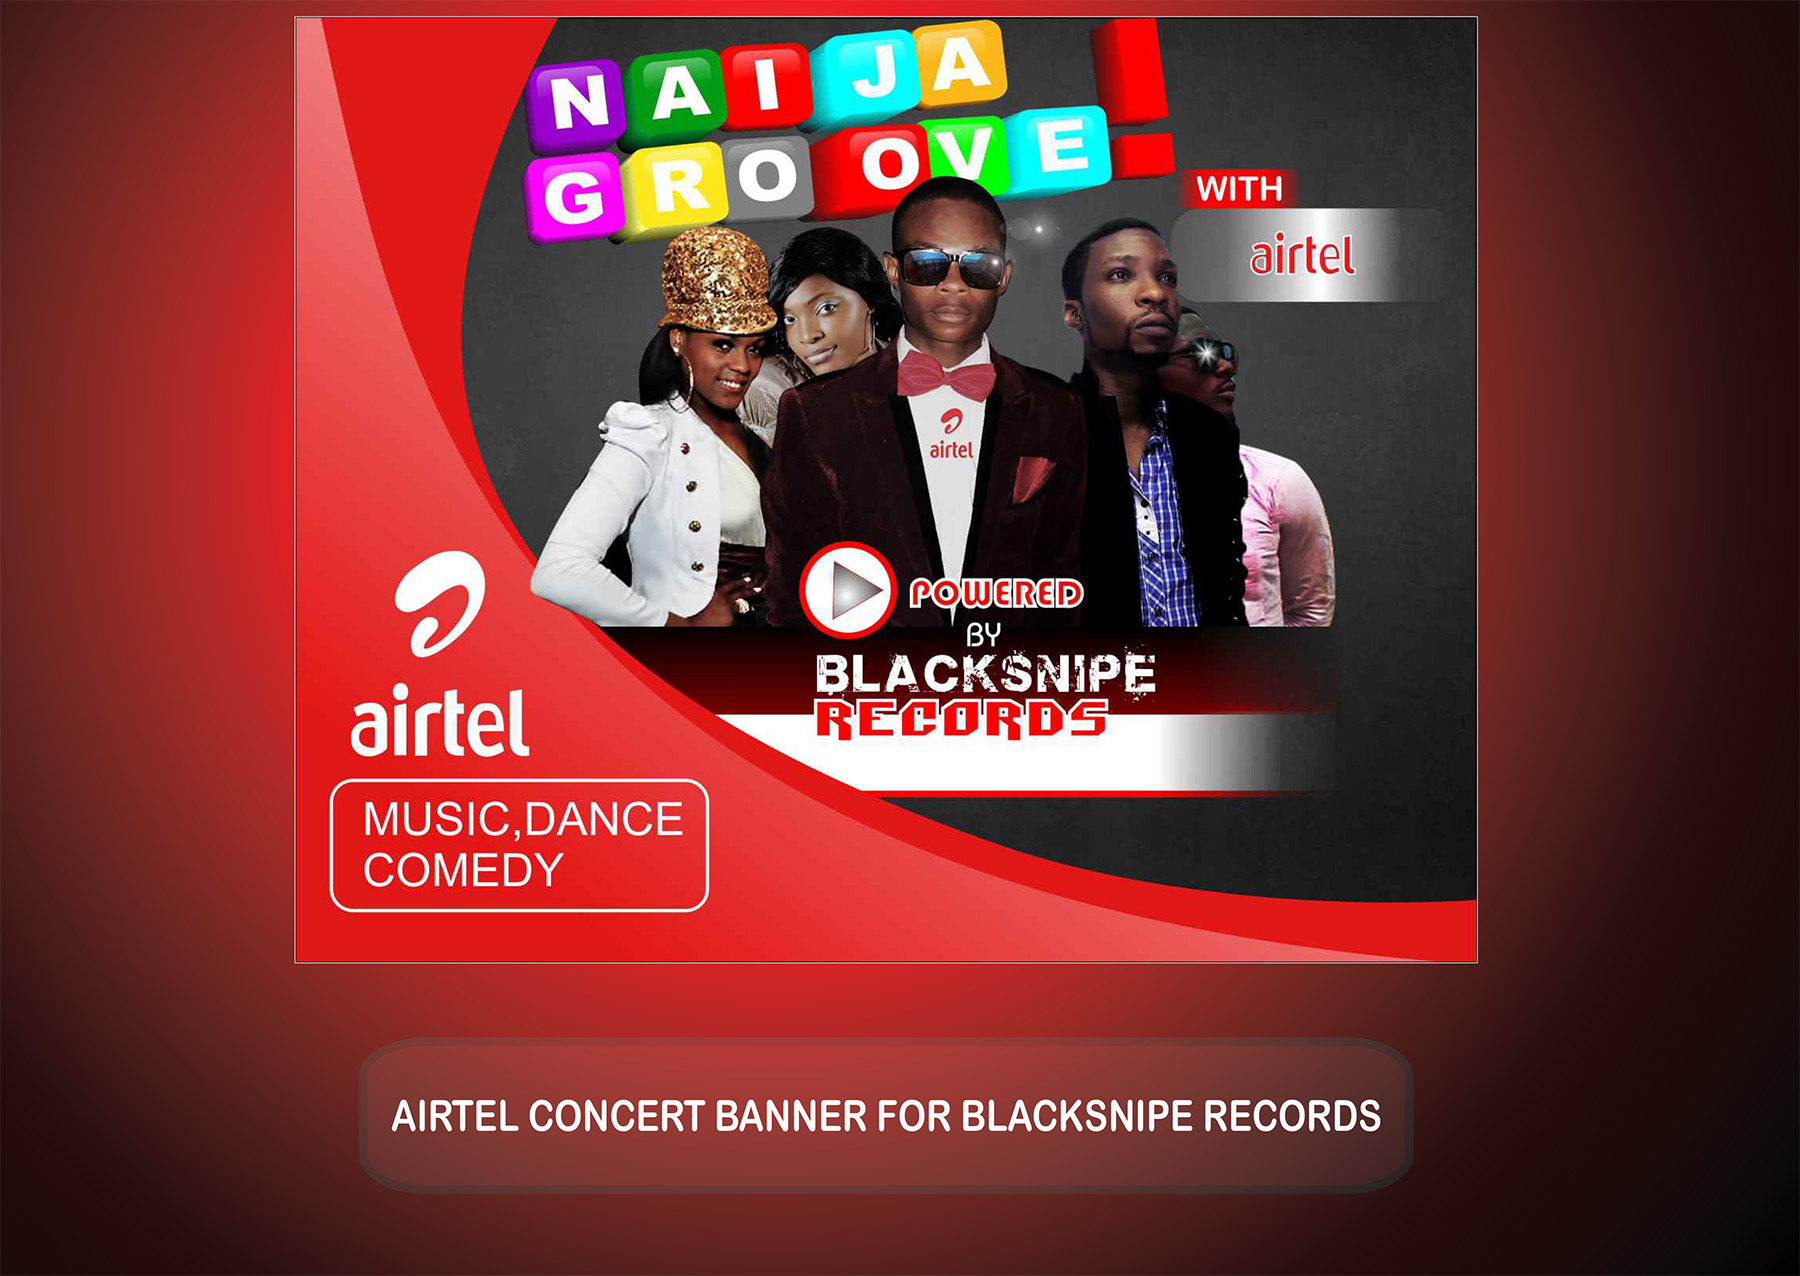 NAIJA
GROOVE!
WITH
airtel
airtel
POWERED
BY
BLACKSNIPE
RECORDS
airtel
MUSIC,DANCE
COMEDY
AIRTEL CONCERT BANNER FOR BLACKSNIPE RECORDS